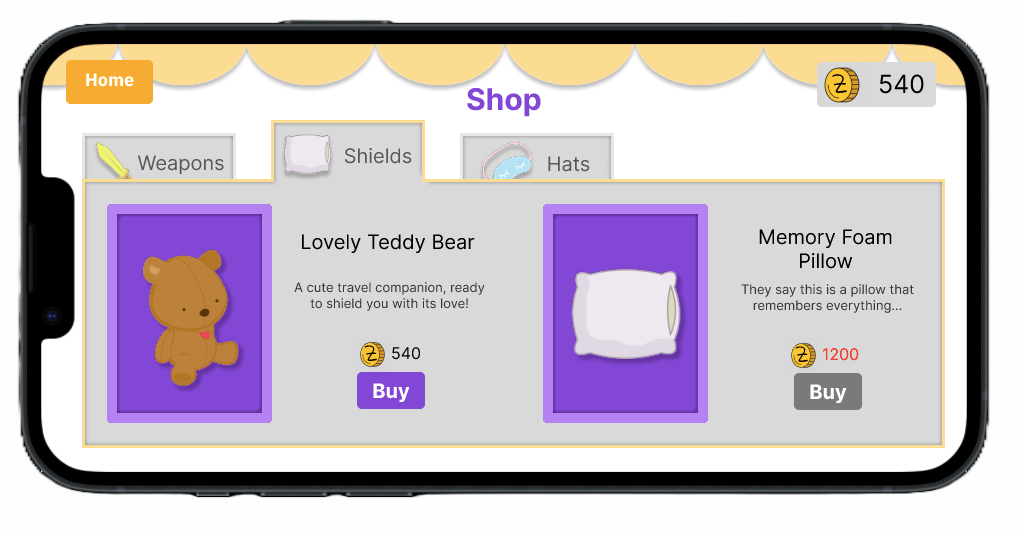 Home
540
Shop
Weapons
Shields
Hats
Lovely Teddy Bear
A cute travel companion, ready
to shield you with its love!
540
Buy
Memory Foam
Pillow
They say this is a pillow that
remembers everything...
1200
Buy